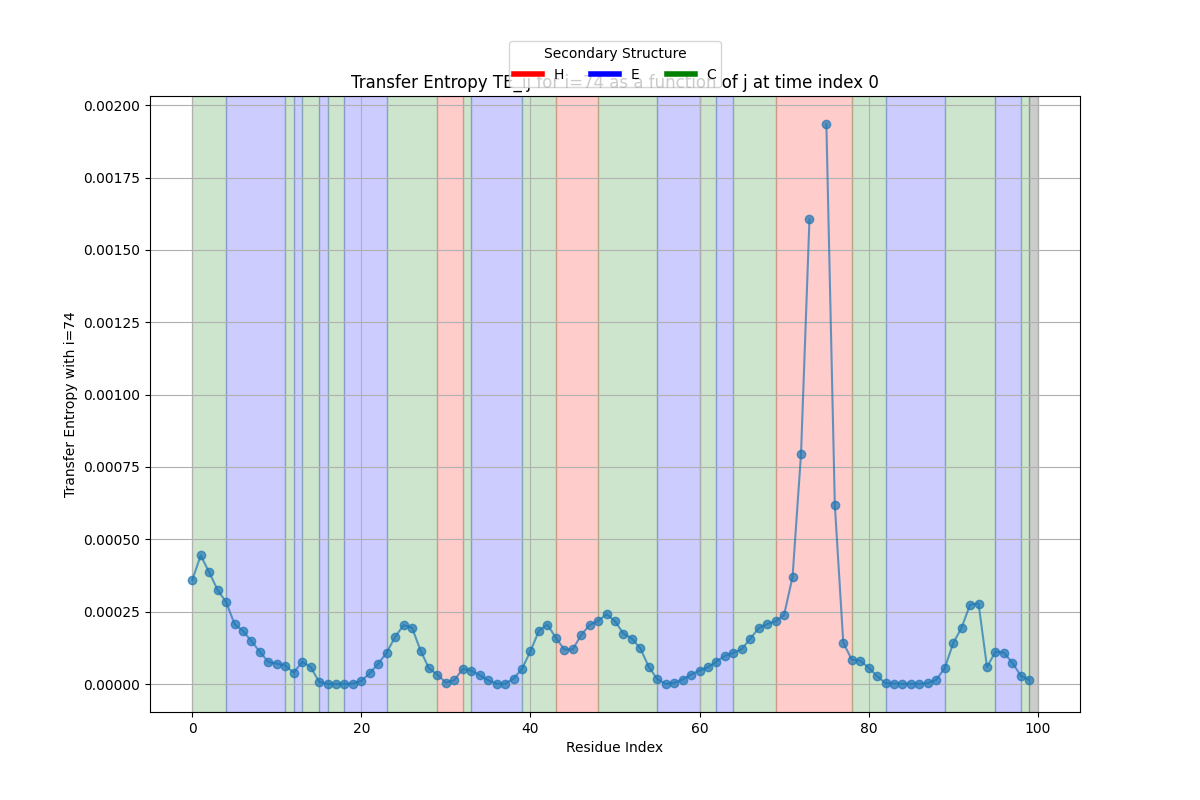 Secondary Structure
H E C
Transfer Entropy TE_ij for i=74 as a function of j at time index 0
0.00200
0.00175
0.00150
0.00125
0.00100
0.00075
0.00050
0.00025
0.00000
Transfer Entropy with i=74
0 20 40 60 80 100
Residue Index